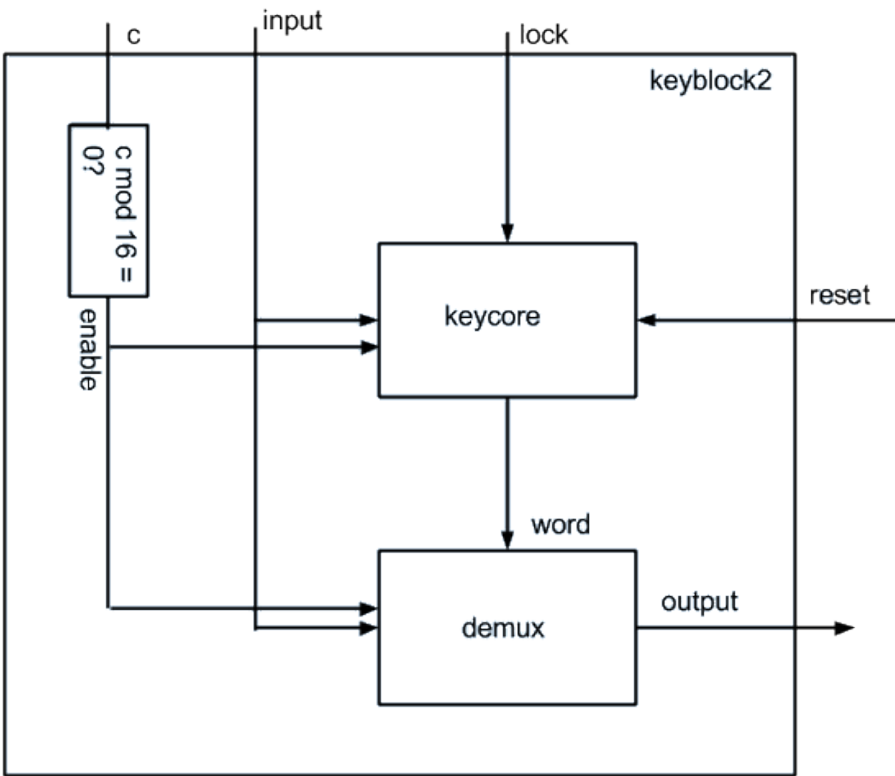 c
input
lock
keyblock2
c mod 16 =
0?
enable
keycore
reset
word
demux
output